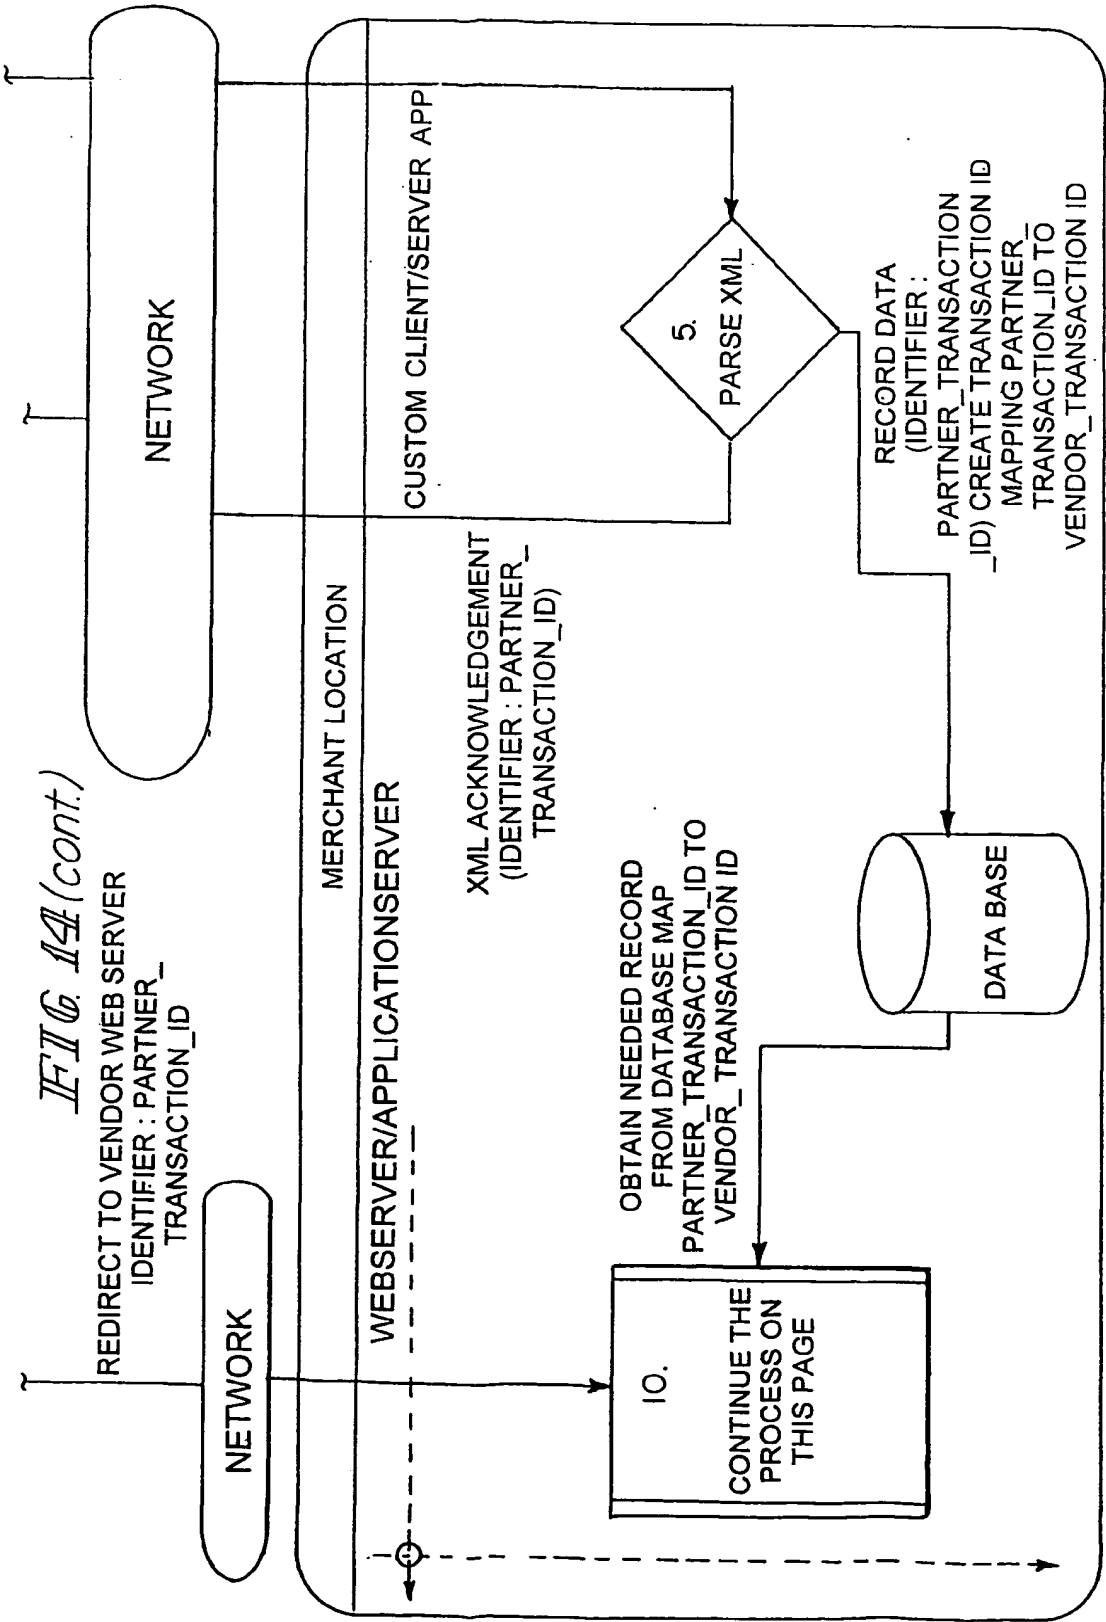 FIG. 14 (cont.)
REDIRECT TO VENDOR WEB SERVER
IDENTIFIER : PARTNER_
TRANSACTION_ID
NETWORK
NETWORK
MERCHANT LOCATION
WEBSERVER/APPLICATIONSERVER
CUSTOM CLIENT/SERVER APP
XML ACKNOWLEDGEMENT
(IDENTIFIER : PARTNER_
TRANSACTION_ID)
5.
PARSE XML
RECORD DATA
(IDENTIFIER :
PARTNER_TRANSACTION
_ID) CREATE TRANSACTION ID
MAPPING PARTNER_
TRANSACTION_ID TO
VENDOR_TRANSACTION ID
OBTAIN NEEDED RECORD
FROM DATABASE MAP
PARTNER_TRANSACTION_ID TO
VENDOR_ TRANSACTION ID
10.
CONTINUE THE
PROCESS ON
THIS PAGE
DATA BASE